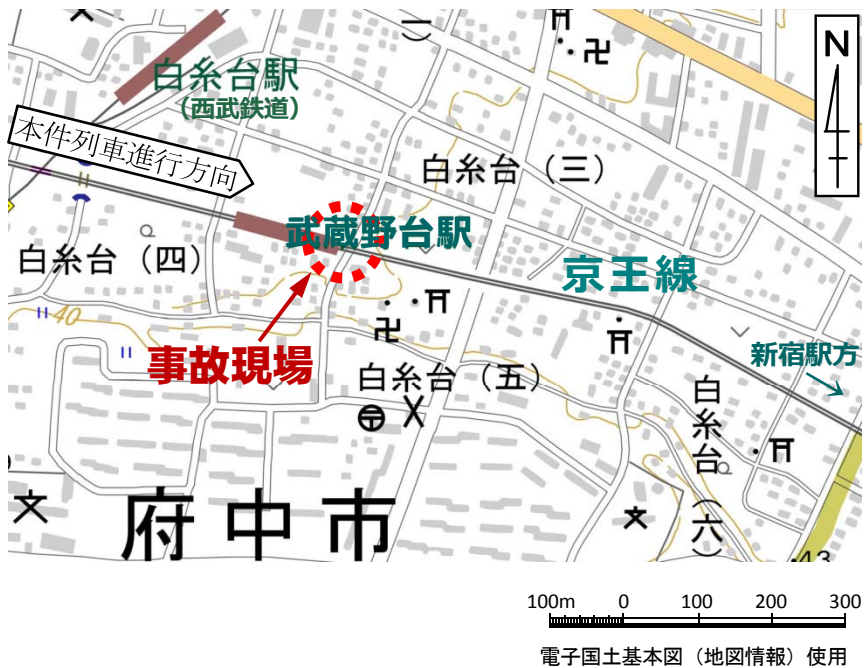 N
白糸台駅
(西武鉄道)
本件列車進行方向
白糸台（三）
武蔵野台駅
白糸台（四）
京王線
40
事故現場
新宿駅方
白糸台（五）
白糸台（六）
府中市
43
100m 0 100 200 300
電子国土基本図（地図情報）使用